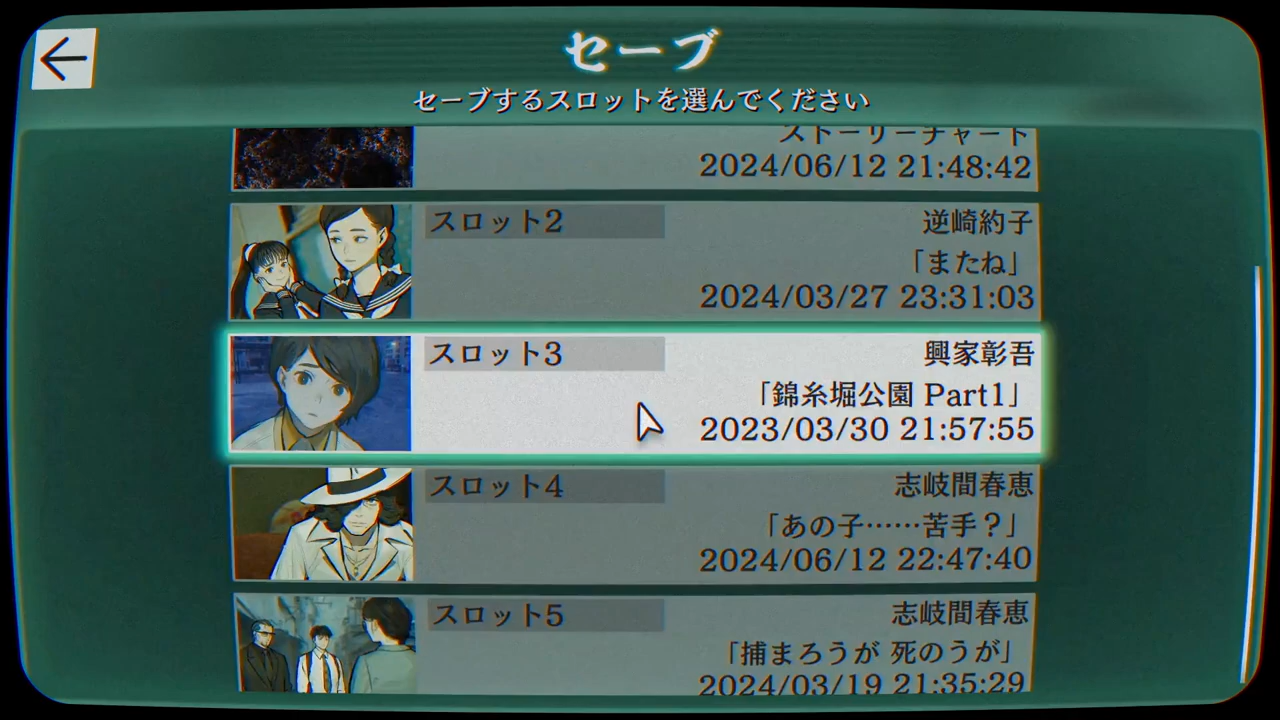 セーブ
セーブするスロットを選んでください
ストーリーチャート
2024/06/12 21:48:42
スロット2
逆崎約子
「またね」
2024/03/27 23:31:03
スロット3
興家彰吾
「錦糸堀公園 Part1」
2023/03/30 21:57:55
スロット4
志岐間春恵
「あの子……苦手？」
2024/06/12 22:47:40
スロット5
志岐間春恵
「捕まろうが 死のうが」
2024/03/19 21:35:29